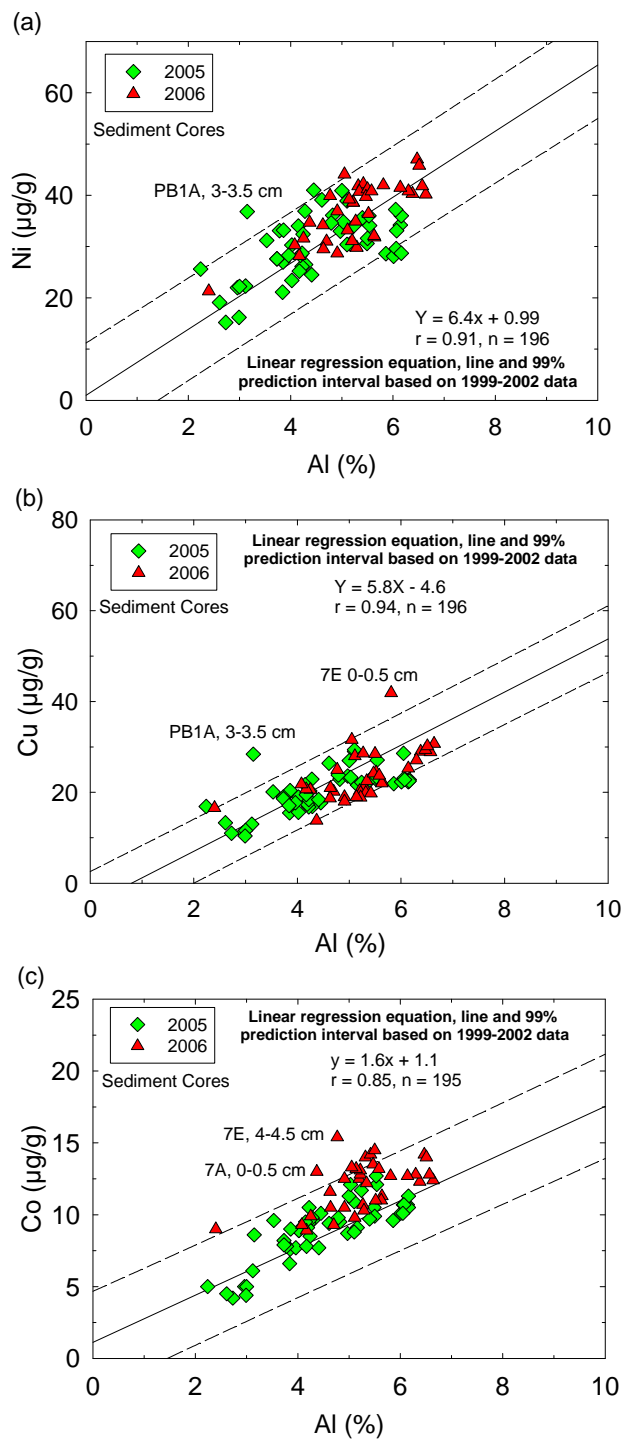 (a)
2005
2006
Sediment Cores
PB1A, 3-3.5 cm
Y = 6.4x + 0.99
r = 0.91, n = 196
Linear regression equation, line and 99%
prediction interval based on 1999-2002 data
Ni (µg/g)
60
40
20
0
0 2 4 6 8 10
Al (%)
(b)
2005
2006
Sediment Cores
Linear regression equation, line and 99%
prediction interval based on 1999-2002 data
Y = 5.8X - 4.6
r = 0.94, n = 196
7E 0-0.5 cm
PB1A, 3-3.5 cm
Cu (µg/g)
80
60
40
20
0
0 2 4 6 8 10
Al (%)
(c)
2005
2006
Sediment Cores
Linear regression equation, line and 99%
prediction interval based on 1999-2002 data
y = 1.6x + 1.1
r = 0.85, n = 195
7E, 4-4.5 cm
7A, 0-0.5 cm
Co (µg/g)
25
20
15
10
5
0
0 2 4 6 8 10
Al (%)